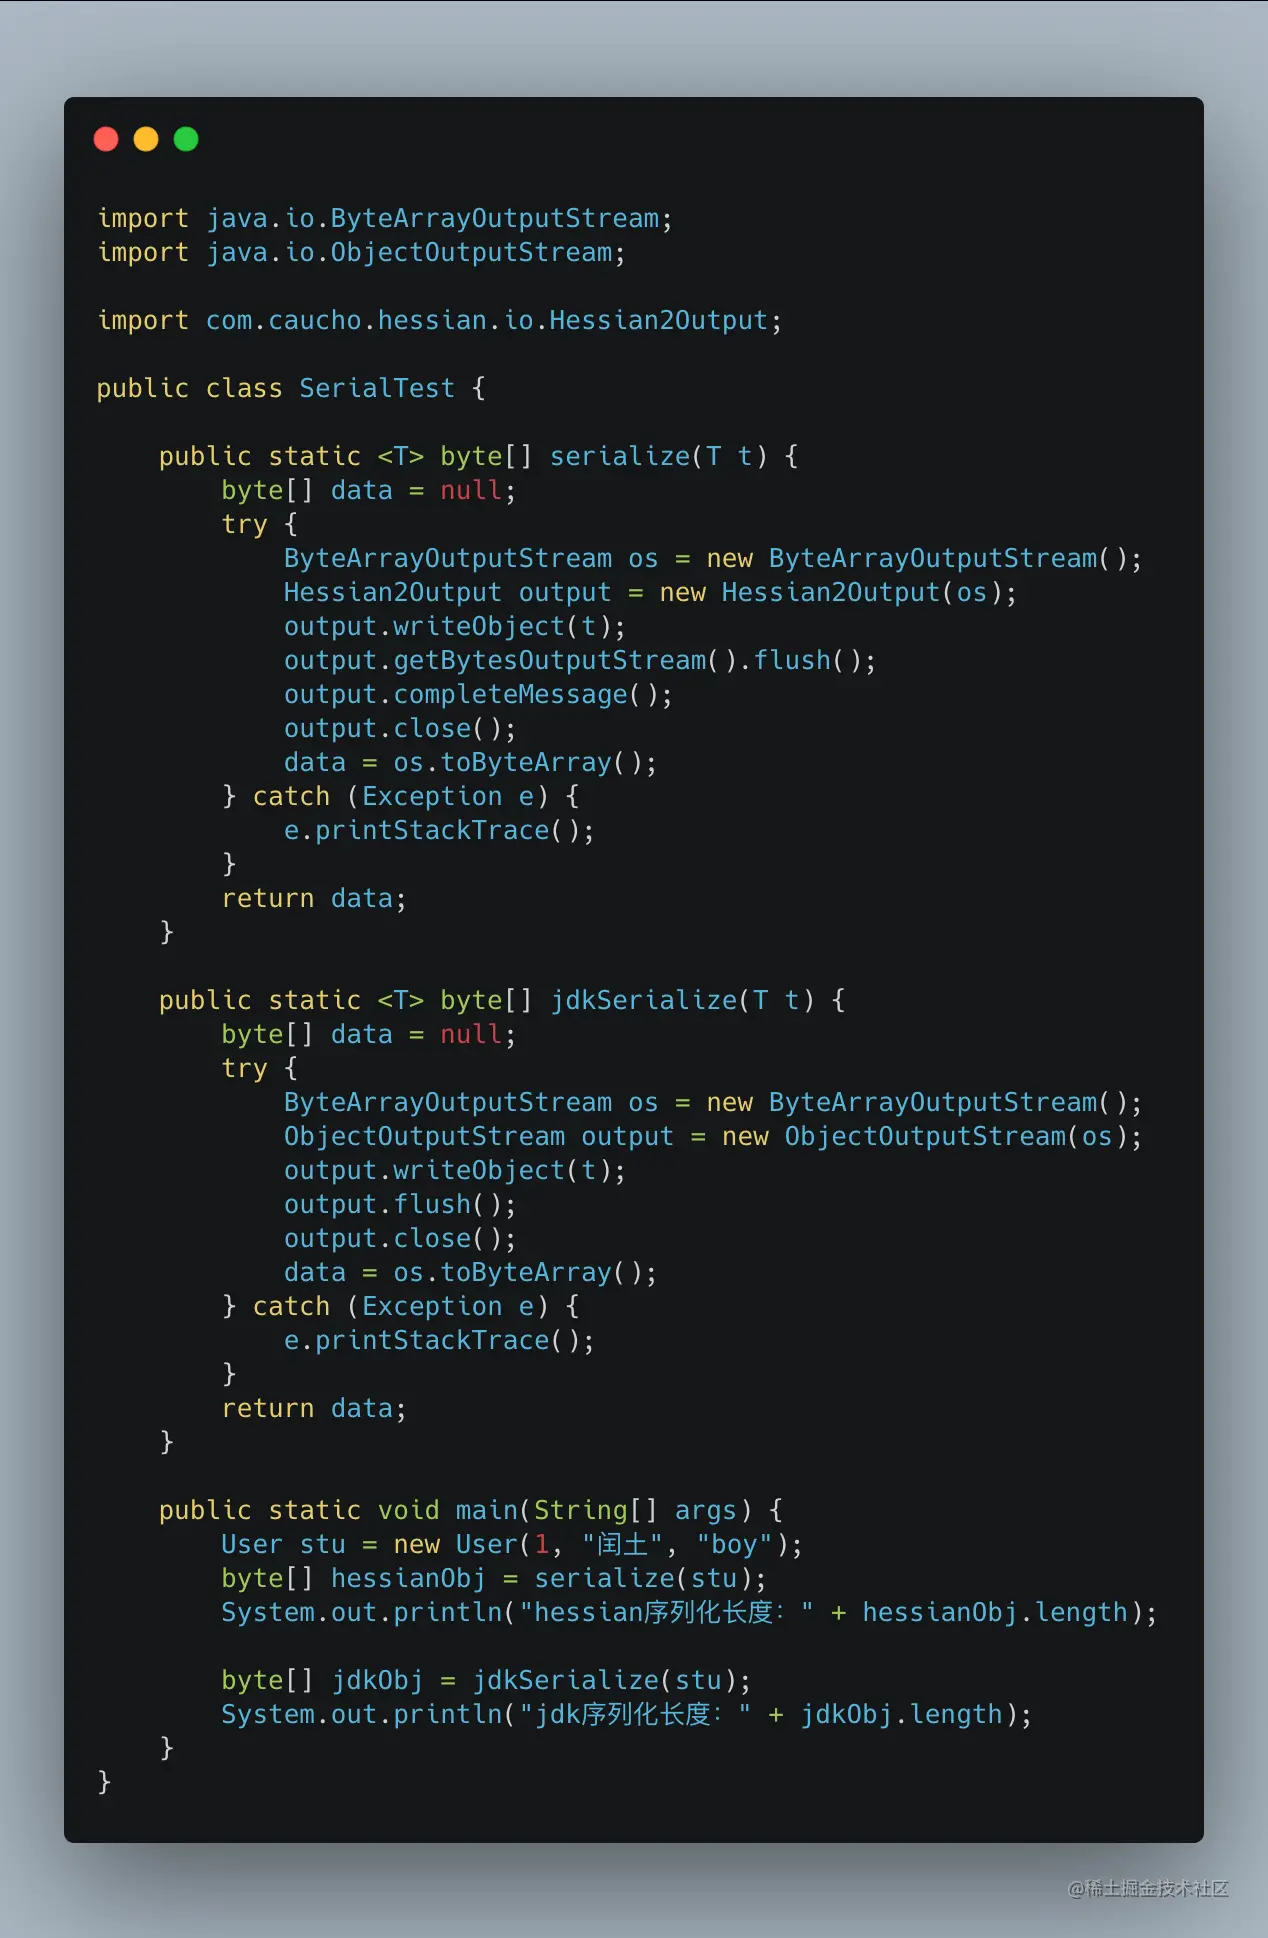 import java.io.ByteArrayOutputStream;
import java.io.ObjectOutputStream;

import com.caucho.hessian.io.Hessian2Output;

public class SerialTest {

    public static <T> byte[] serialize(T t) {
        byte[] data = null;
        try {
            ByteArrayOutputStream os = new ByteArrayOutputStream();
            Hessian2Output output = new Hessian2Output(os);
            output.writeObject(t);
            output.getBytesOutputStream().flush();
            output.completeMessage();
            output.close();
            data = os.toByteArray();
        } catch (Exception e) {
            e.printStackTrace();
        }
        return data;
    }

    public static <T> byte[] jdkSerialize(T t) {
        byte[] data = null;
        try {
            ByteArrayOutputStream os = new ByteArrayOutputStream();
            ObjectOutputStream output = new ObjectOutputStream(os);
            output.writeObject(t);
            output.flush();
            output.close();
            data = os.toByteArray();
        } catch (Exception e) {
            e.printStackTrace();
        }
        return data;
    }

    public static void main(String[] args) {
        User stu = new User(1, "闰土", "boy");
        byte[] hessianObj = serialize(stu);
        System.out.println("hessian序列化长度：" + hessianObj.length);

        byte[] jdkObj = jdkSerialize(stu);
        System.out.println("jdk序列化长度：" + jdkObj.length);
    }
}
@稀土掘金技术社区